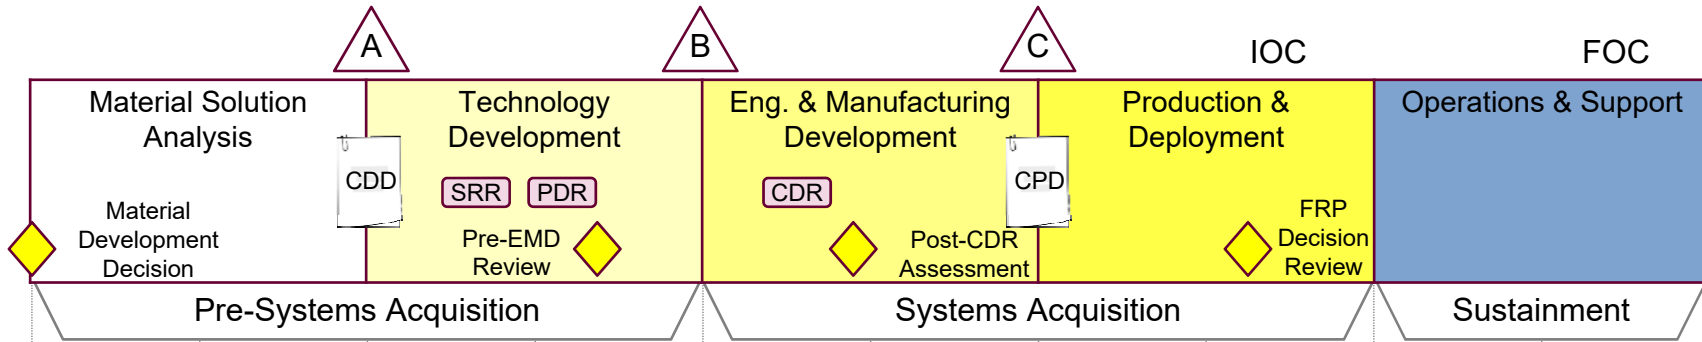 A
B
C
IOC
FOC
Material Solution
Analysis
Technology
Development
Eng. & Manufacturing
Development
Production &
Deployment
Operations & Support
CDD
SRR
PDR
CDR
CPD
Material
Development
Decision
Pre-EMD
Review
Post-CDR
Assessment
FRP
Decision
Review
Pre-Systems Acquisition
Systems Acquisition
Sustainment